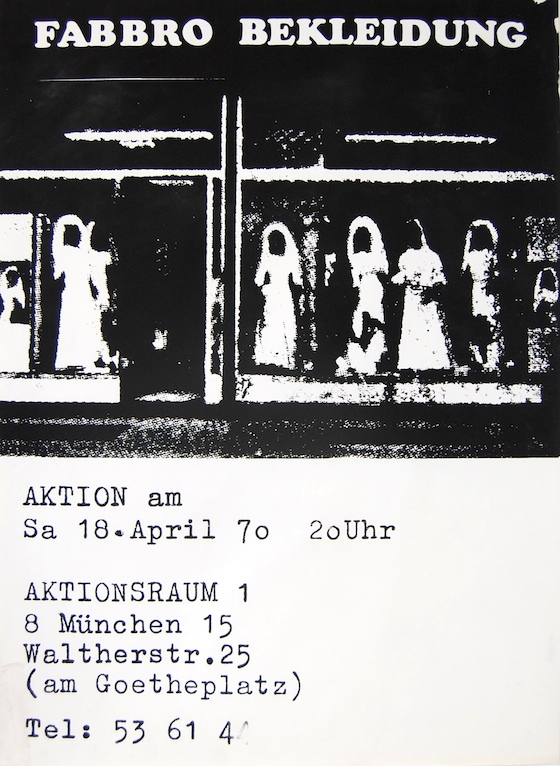 FABBRO BEKLEIDUNG
AKTION am
Sa 18.April 7o 2oUhr
AKTIONSRAUM 1
8 München 15
Waltherstr.25
(am Goetheplatz)
Tel: 53 61 4